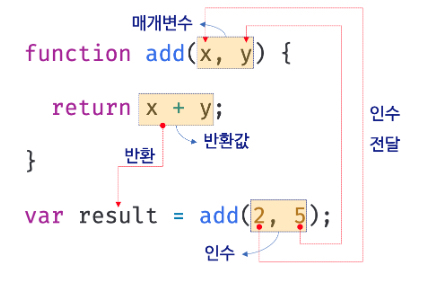 매개변수
function add(x, y) {
return x + y;
반환값
반환
}
인수
전달
var result = add(2, 5);
인수